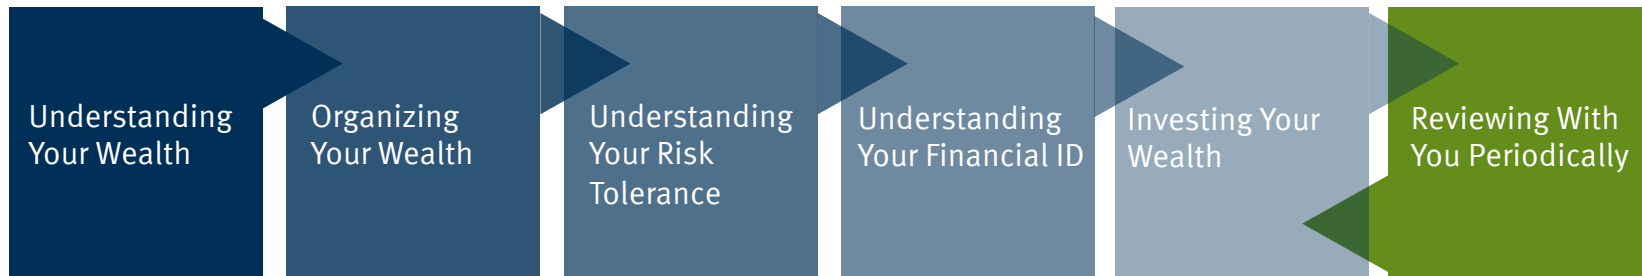 Understanding
Your Wealth
Organizing
Your Wealth
Understanding
Your Risk
Tolerance
Understanding
Your Financial ID
Investing Your
Wealth
Reviewing With
You Periodically